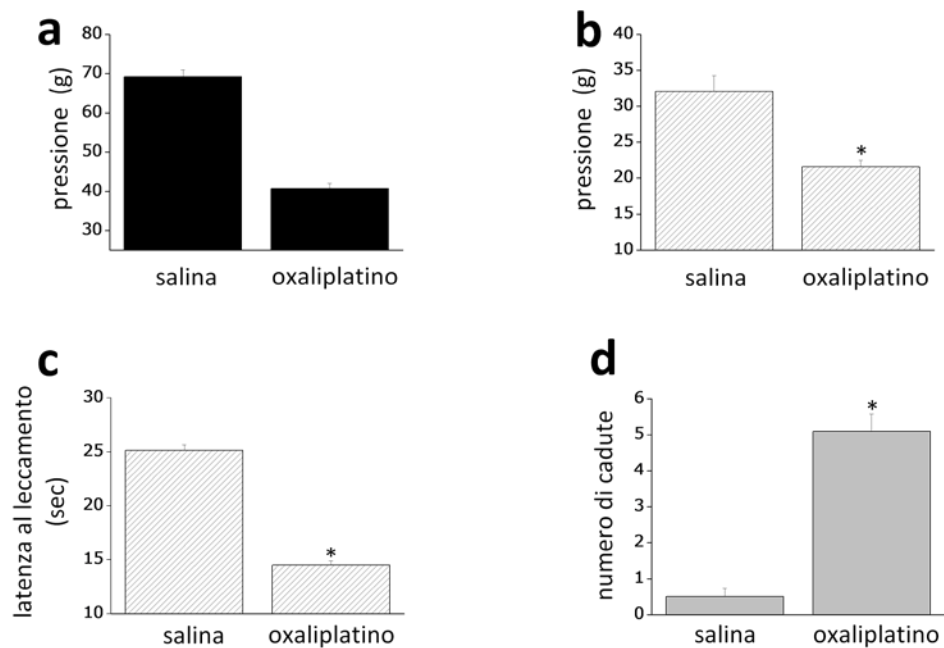 a
pressione (g)
80
70
60
50
40
30
salina
oxaliplatino
b
pressione (g)
40
35
30
25
20
15
10
*
salina
oxaliplatino
c
latenza al leccamento
(sec)
30
25
20
15
10
*
salina
oxaliplatino
d
numero di cadute
6
5
4
3
2
1
0
*
salina
oxaliplatino